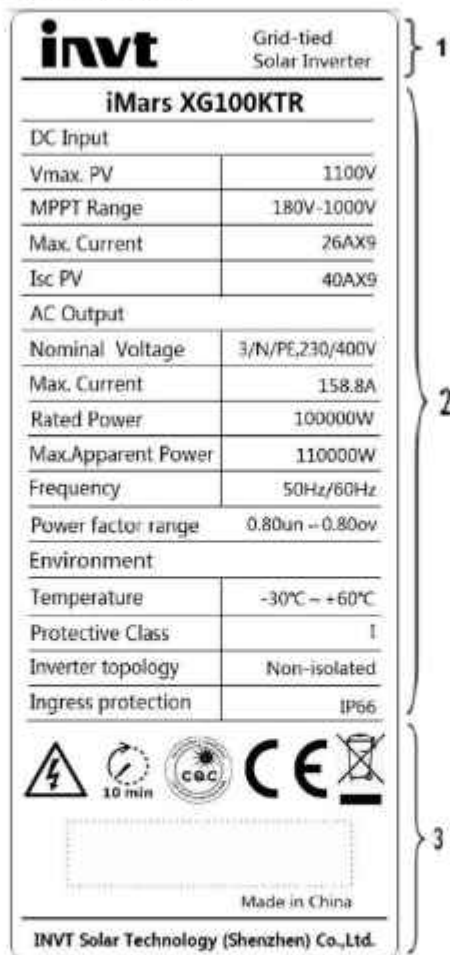 invt
Grid-tied
Solar Inverter
1
iMars XG100KTR
DC Input
Vmax. PV 1100V
MPPT Range 180V-1000V
Max. Current 26AX9
Isc PV 40AX9
AC Output
Nominal Voltage 3/N/PE,230/400V
Max. Current 158.8A
Rated Power 100000W
Max.Apparent Power 110000W
Frequency 50Hz/60Hz
Power factor range 0.80un~0.80ov
Environment
Temperature -30℃~+60℃
Protective Class I
Inverter topology Non-isolated
Ingress protection IP66
2
10 min
CQC
CE
3
Made in China
INVT Solar Technology (Shenzhen) Co.,Ltd.